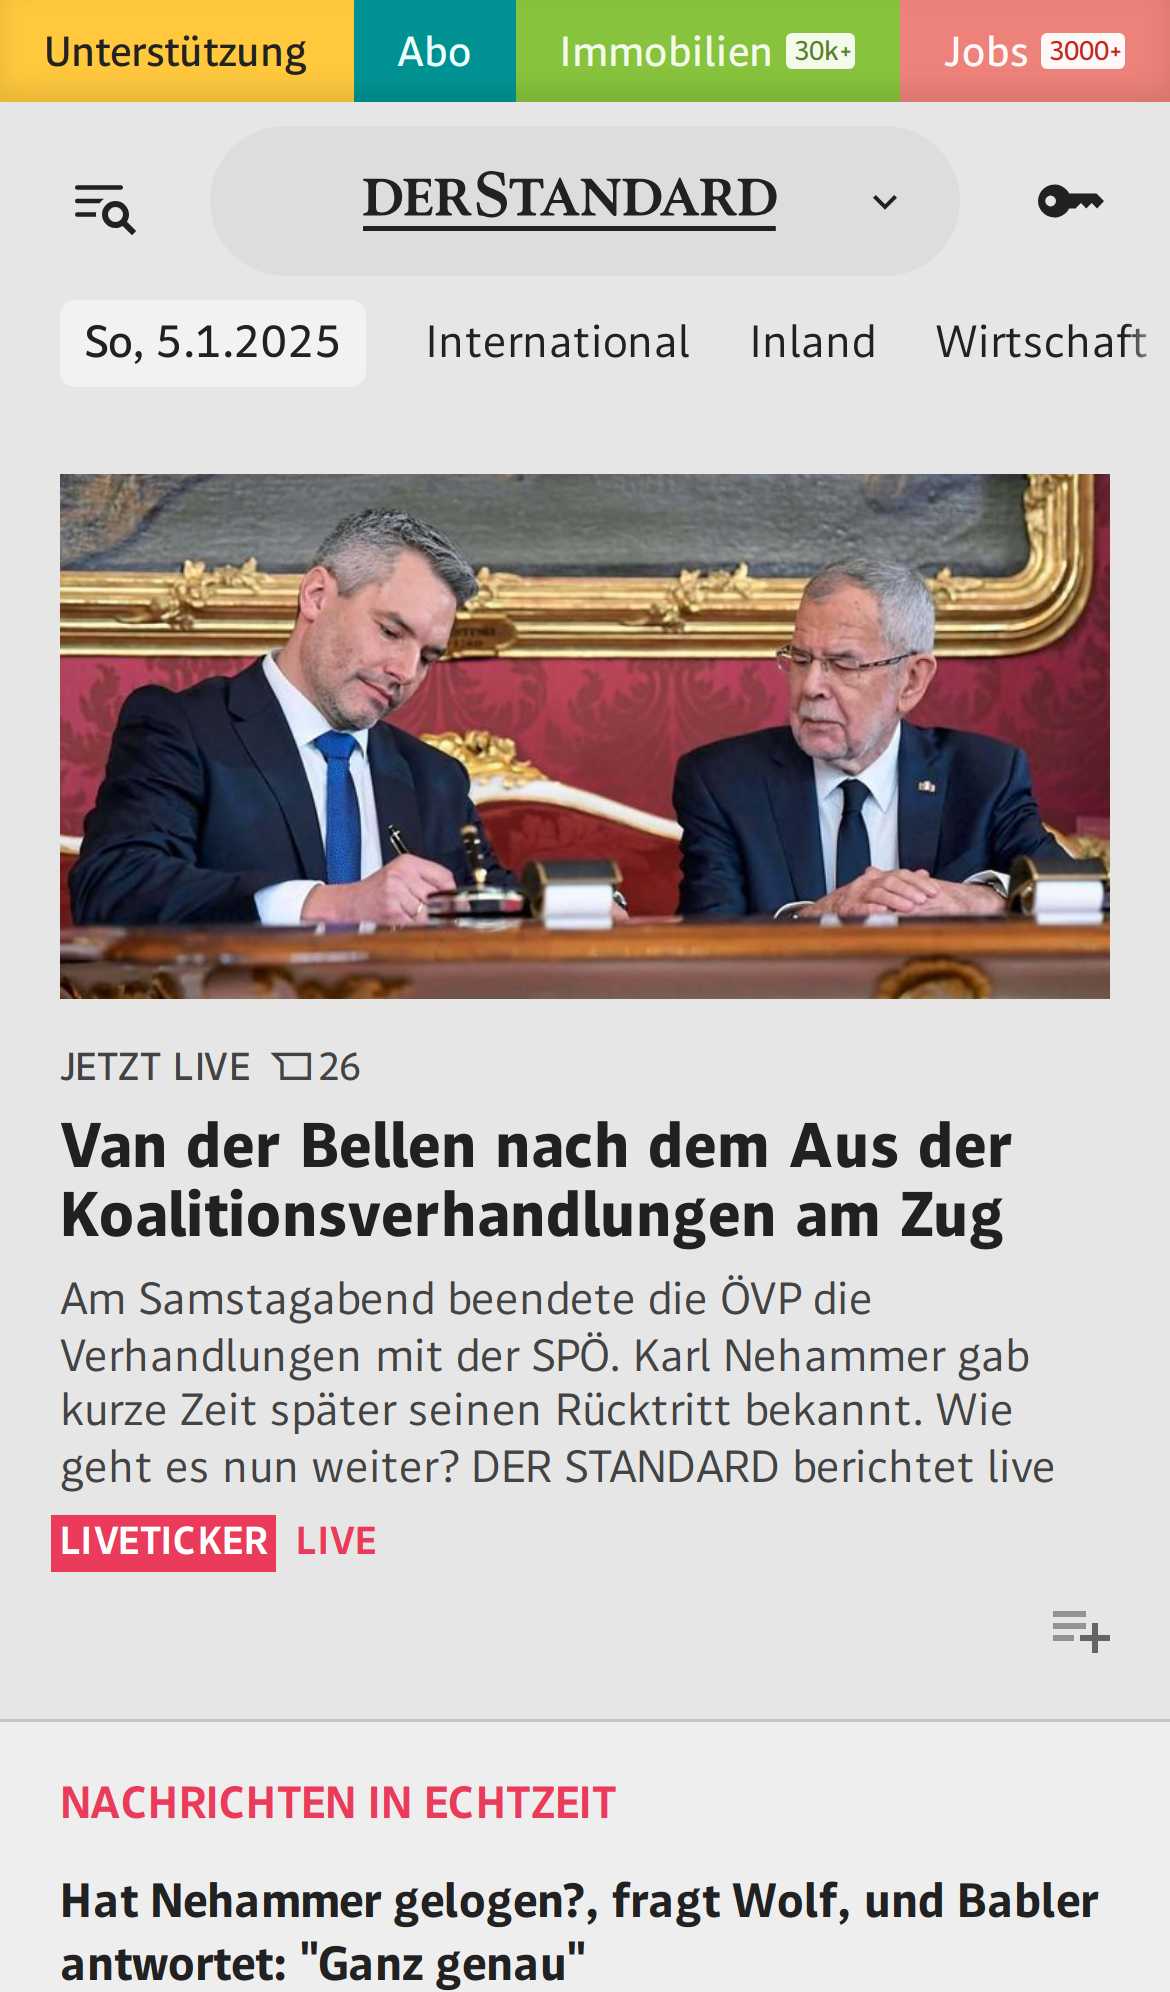 Unterstützung Abo Immobilien 30k+ Jobs 3000+
DERSTANDARD
So, 5.1.2025 International Inland Wirtschaft
JETZT LIVE 26
Van der Bellen nach dem Aus der
Koalitionsverhandlungen am Zug
Am Samstagabend beendete die ÖVP die
Verhandlungen mit der SPÖ. Karl Nehammer gab
kurze Zeit später seinen Rücktritt bekannt. Wie
geht es nun weiter? DER STANDARD berichtet live
LIVETICKER LIVE
NACHRICHTEN IN ECHTZEIT
Hat Nehammer gelogen?, fragt Wolf, und Babler
antwortet: "Ganz genau"